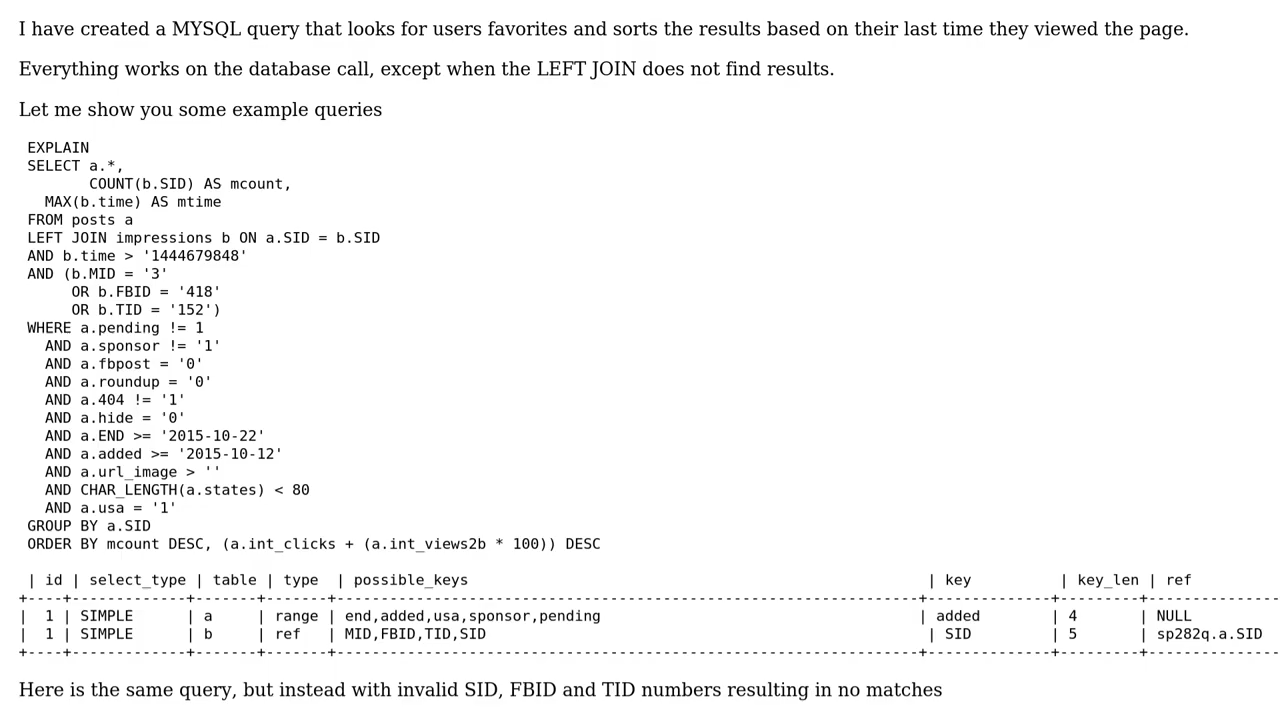 I have created a MYSQL query that looks for users favorites and sorts the results based on their last time they viewed the page.
Everything works on the database call, except when the LEFT JOIN does not find results.
Let me show you some example queries
EXPLAIN
SELECT a.*,
       COUNT(b.SID) AS mcount,
  MAX(b.time) AS mtime
FROM posts a
LEFT JOIN impressions b ON a.SID = b.SID
AND b.time > '1444679848'
AND (b.MID = '3'
     OR b.FBID = '418'
     OR b.TID = '152')
WHERE a.pending != 1
  AND a.sponsor != '1'
  AND a.fbpost = '0'
  AND a.roundup = '0'
  AND a.404 != '1'
  AND a.hide = '0'
  AND a.END >= '2015-10-22'
  AND a.added >= '2015-10-12'
  AND a.url_image > ''
  AND CHAR_LENGTH(a.states) < 80
  AND a.usa = '1'
GROUP BY a.SID
ORDER BY mcount DESC, (a.int_clicks + (a.int_views2b * 100)) DESC
 | id | select_type | table | type  | possible_keys                                                    | key          | key_len | ref
+----+-------------+-------+-------+------------------------------------------------------------------+--------------+---------+---------------
|  1 | SIMPLE      | a     | range | end,added,usa,sponsor,pending                                    | added        | 4       | NULL
|  1 | SIMPLE      | b     | ref   | MID,FBID,TID,SID                                                  | SID         | 5       | sp282q.a.SID
+----+-------------+-------+-------+------------------------------------------------------------------+--------------+---------+---------------
Here is the same query, but instead with invalid SID, FBID and TID numbers resulting in no matches